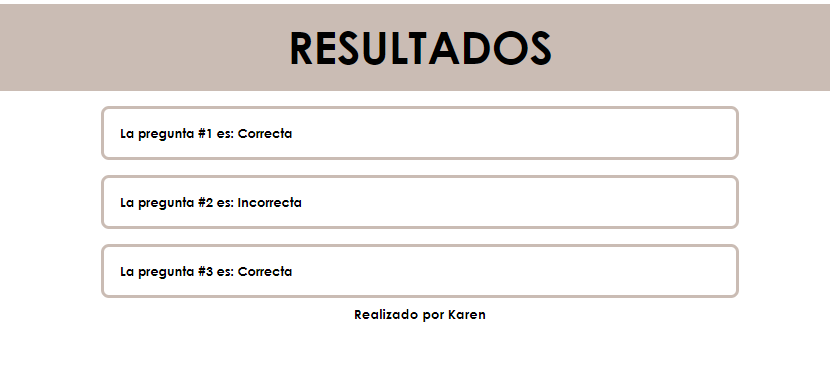 RESULTADOS
La pregunta #1 es: Correcta
La pregunta #2 es: Incorrecta
La pregunta #3 es: Correcta
Realizado por Karen